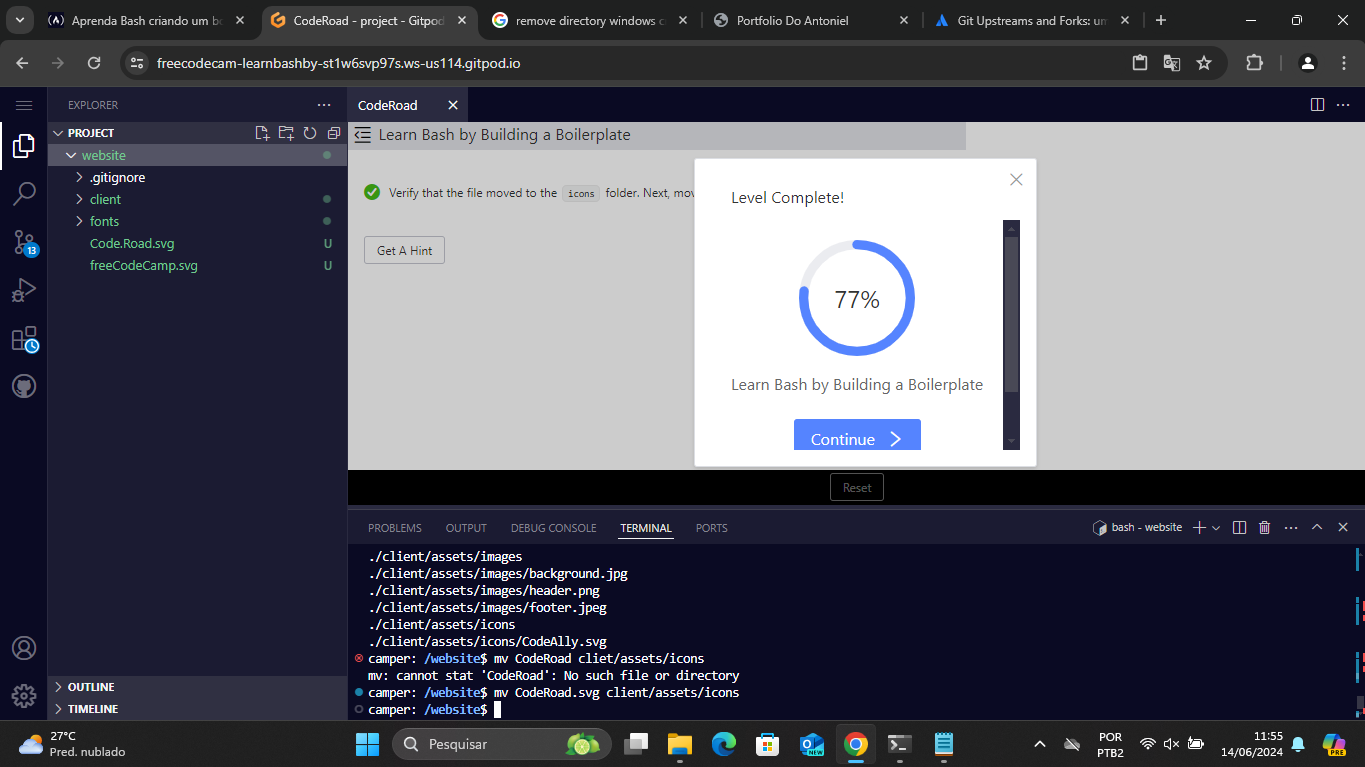 Aprenda Bash criando um bo
CodeRoad - project - Gitpod
remove directory windows c
Portfolio Do Antoniel
Git Upstreams and Forks: um
freecodecam-learnbashby-st1w6svp97s.ws-us114.gitpod.io
EXPLORER
PROJECT
website
.gitignore
client
fonts
Code.Road.svg
U
freeCodeCamp.svg
U
13
OUTLINE
TIMELINE
CodeRoad
Learn Bash by Building a Boilerplate
Verify that the file moved to the icons folder. Next, mov
Get A Hint
Level Complete!
77%
Learn Bash by Building a Boilerplate
Continue
Reset
PROBLEMS
OUTPUT
DEBUG CONSOLE
TERMINAL
PORTS
bash - website
./client/assets/images
./client/assets/images/background.jpg
./client/assets/images/header.png
./client/assets/images/footer.jpeg
./client/assets/icons
./client/assets/icons/CodeAlly.svg
camper: /website$ mv CodeRoad cliet/assets/icons
mv: cannot stat 'CodeRoad': No such file or directory
camper: /website$ mv CodeRoad.svg client/assets/icons
camper: /website$
27°C
Pred. nublado
Pesquisar
NEW
POR
PTB2
11:55
14/06/2024
PRE